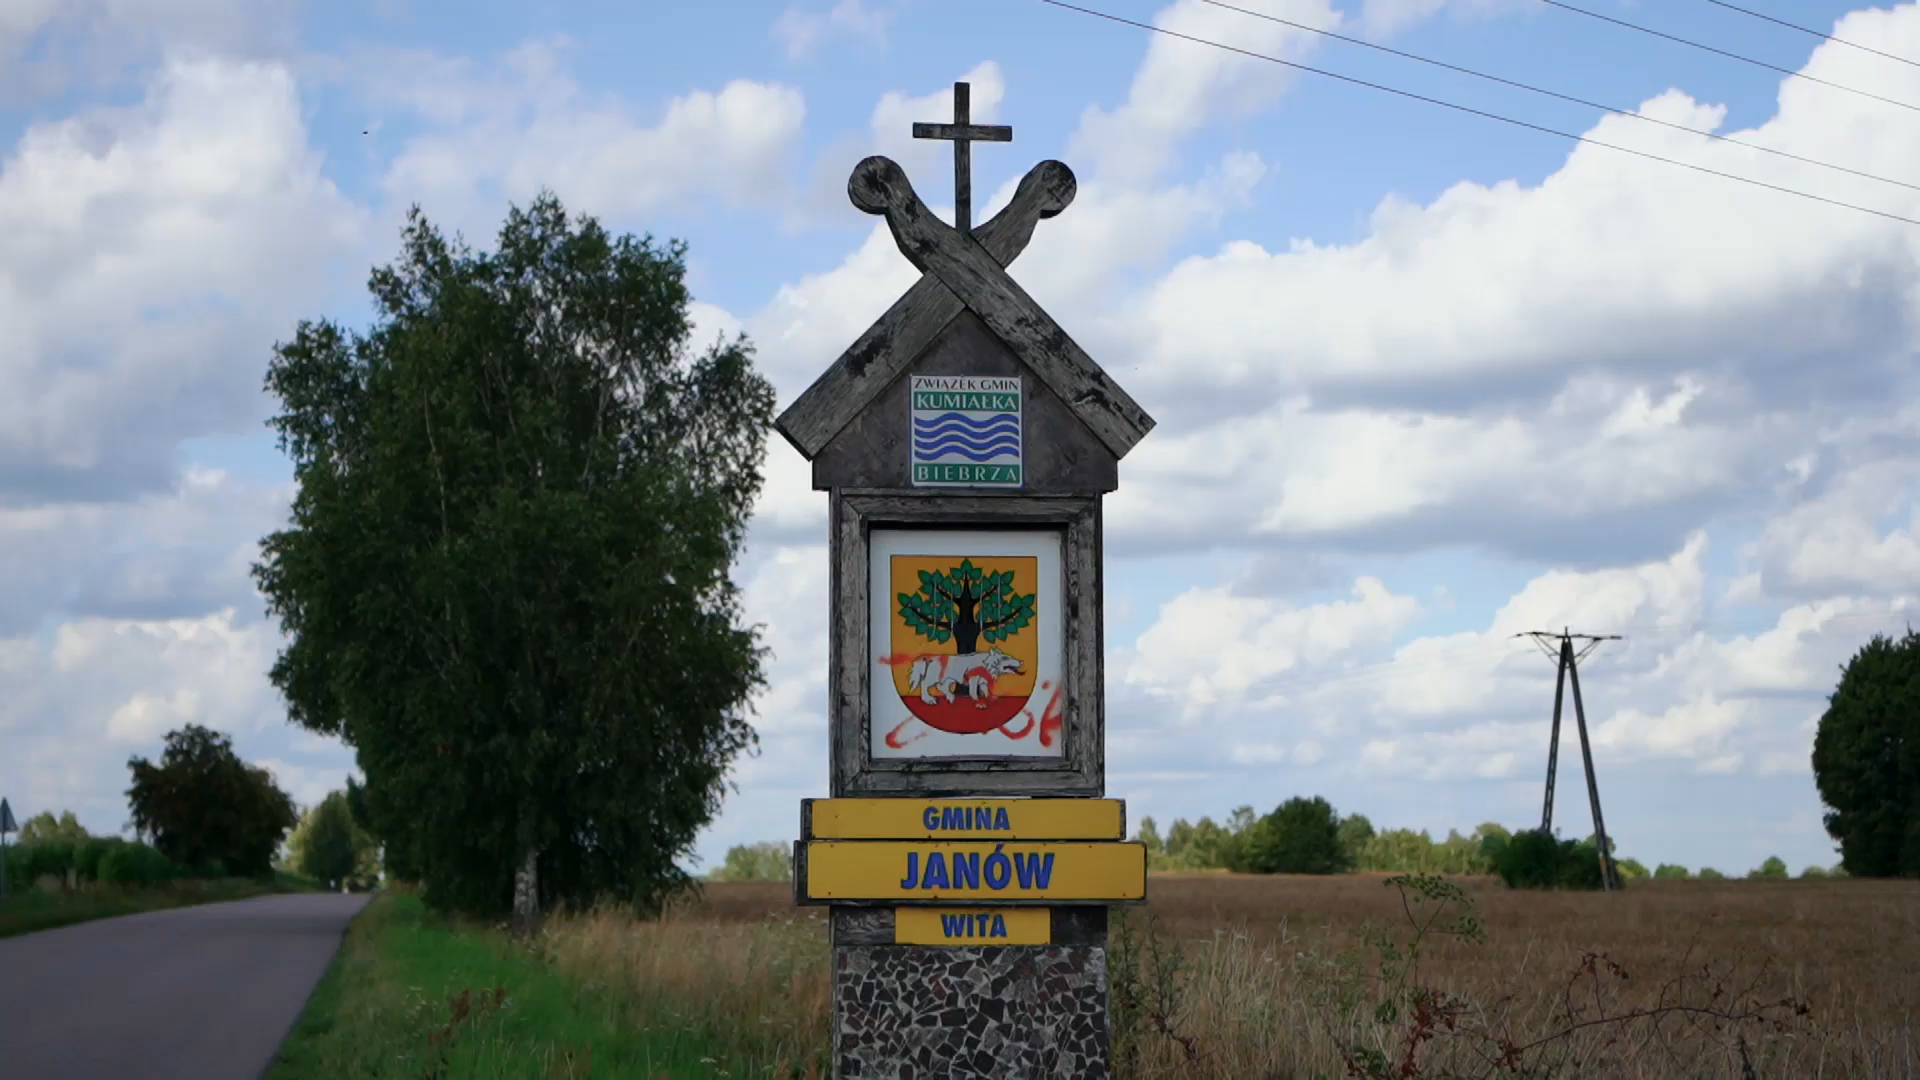 ZWIĄZEK GMIN
KUMIAŁKA
BIEBRZA
GMINA
JANÓW
WITA